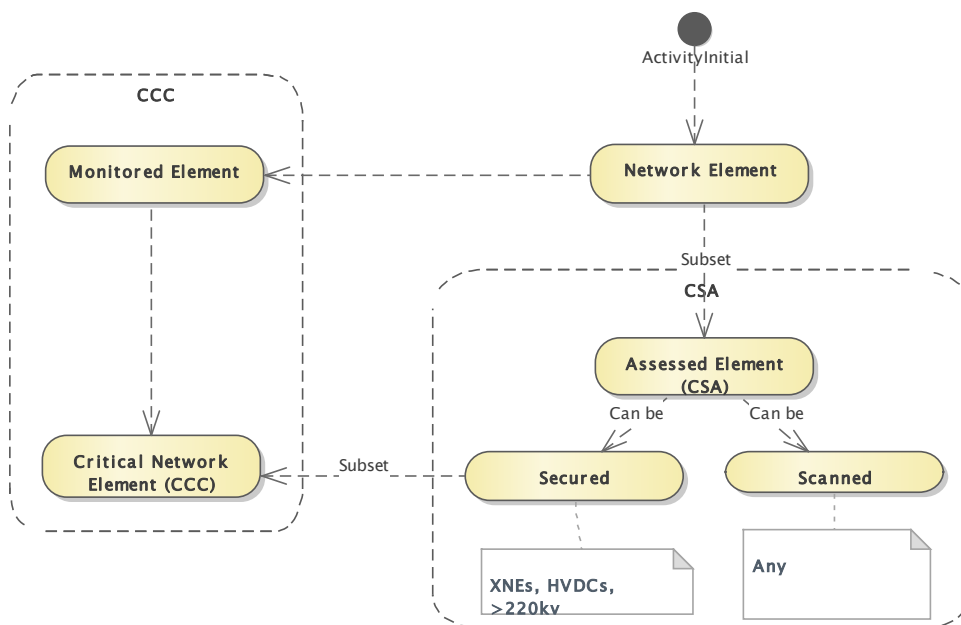 ActivityInitial
CCC
Monitored Element
Network Element
Subset
CSA
Assessed Element
(CSA)
Can be
Can be
Critical Network
Element (CCC)
Subset
Secured
Scanned
XNEs, HVDCs,
>220kv
Any